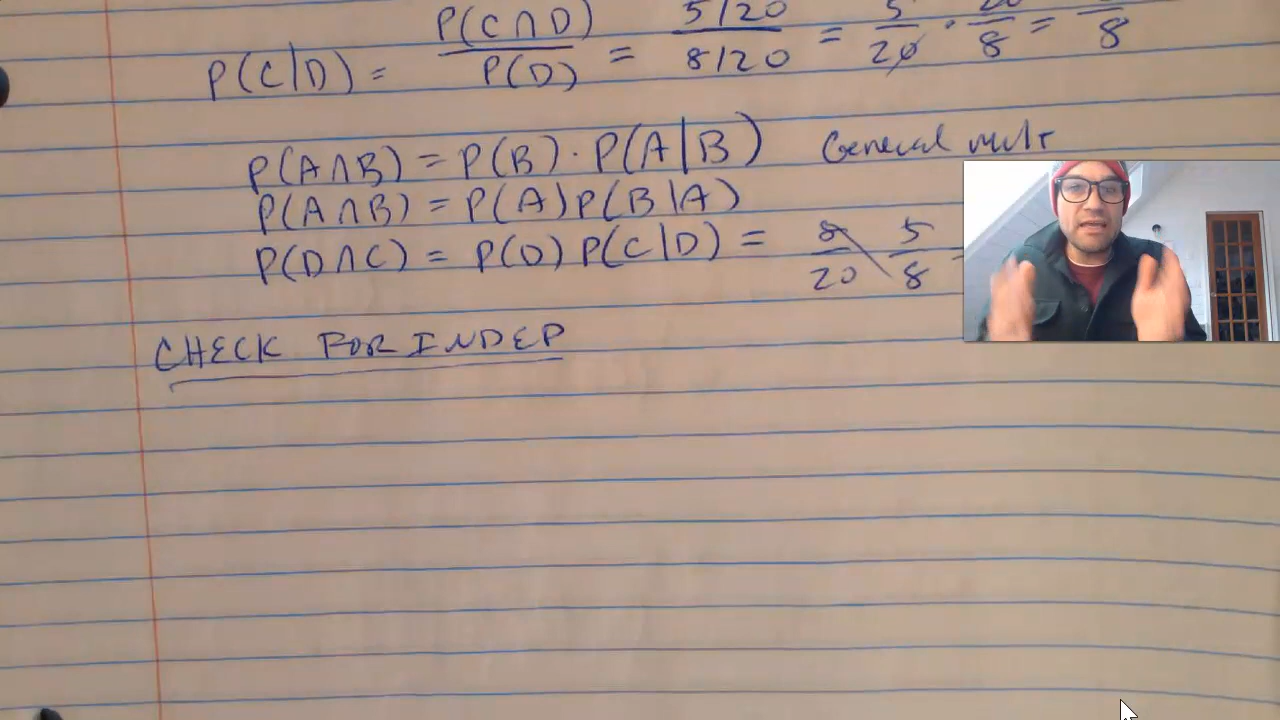 P(C|D) = P(C∩D)/P(D) = 5/20 / 8/20 = 5/20 · 20/8 = /8
P(A∩B) = P(B) · P(A|B) General mult
P(A∩B) = P(A)P(B|A)
P(D∩C) = P(D) P(C|D) = 8/20 5/8 =
CHECK FOR INDEP